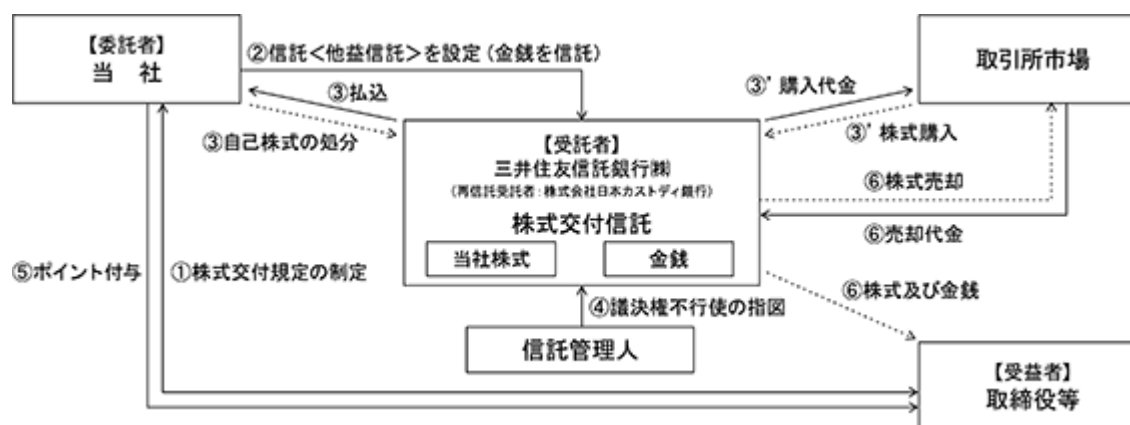 【委託者】
当　社
②信託<他益信託>を設定（金銭を信託）
取引所市場
③払込
③自己株式の処分
③’購入代金
③’株式購入
【受託者】
三井住友信託銀行㈱
（再信託受託者：株式会社日本カストディ銀行）
株式交付信託
当社株式
金銭
⑥株式売却
⑥売却代金
⑤ポイント付与
①株式交付規定の制定
⑥株式及び金銭
④議決権不行使の指図
信託管理人
【受益者】
取締役等